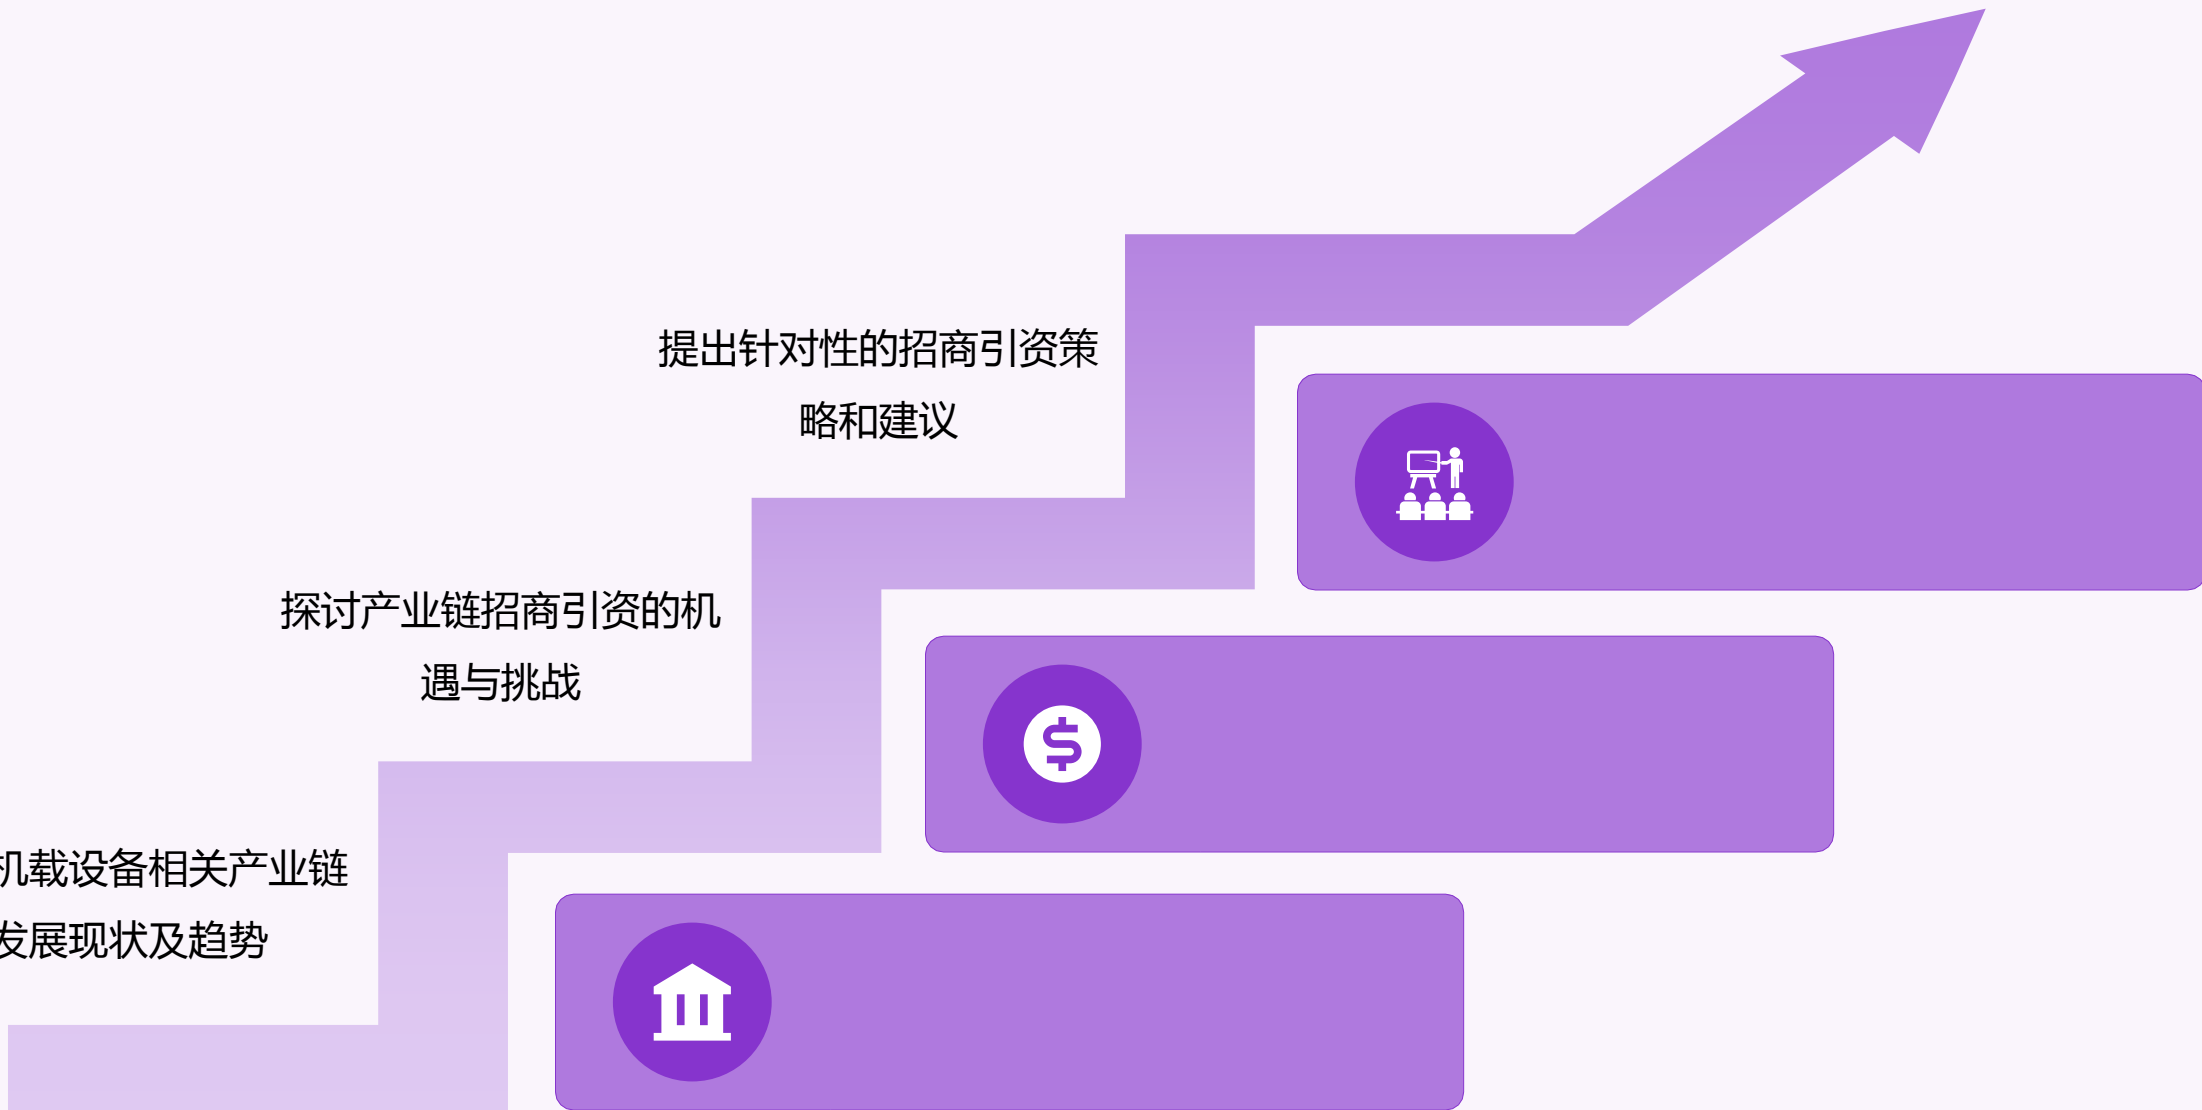 提出针对性的招商引资策
略和建议
探讨产业链招商引资的机
遇与挑战
机载设备相关产业链
发展现状及趋势